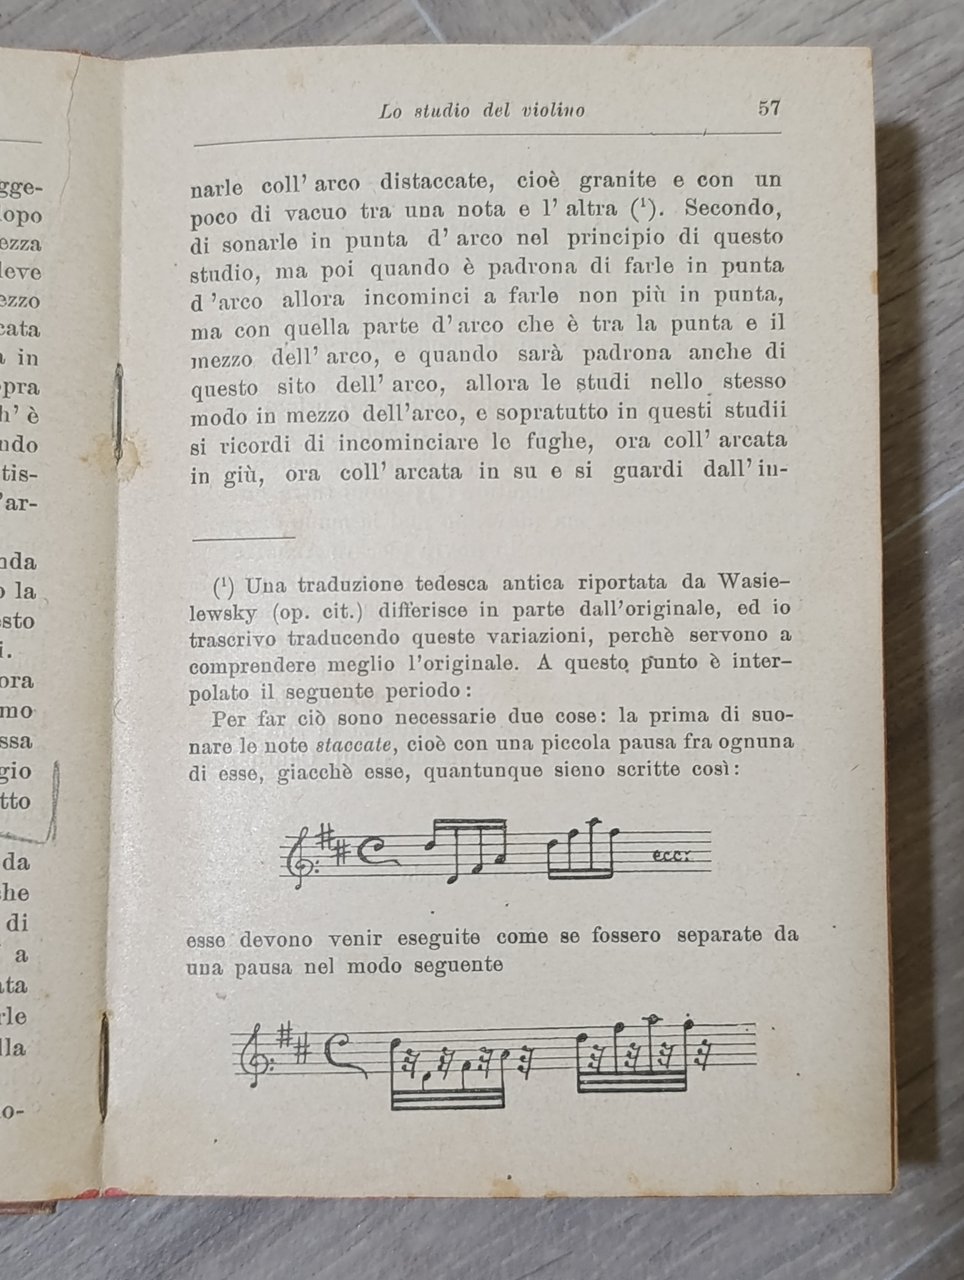 Lo studio del violino 57
narle coll' arco distaccate, cioè granite e con un
poco di vacuo tra una nota e l' altra (¹). Secondo,
di sonarle in punta d' arco nel principio di questo
studio, ma poi quando è padrona di farle in punta
d 'arco allora incominci a farle non più in punta,
ma con quella parte d' arco che è tra la punta e il
mezzo dell' arco, e quando sarà padrona anche di
questo sito dell' arco, allora le studi nello stesso
modo in mezzo dell'arco, e sopratutto in questi studii
si ricordi di incominciare le fughe, ora coll' arcata
in giù, ora coll' arcata in su e si guardi dall' in-
(¹) Una traduzione tedesca antica riportata da Wasie-
lewsky (op. cit.) differisce in parte dall'originale, ed io
trascrivo traducendo queste variazioni, perchè servono a
comprendere meglio l'originale. A questo punto è inter-
polato il seguente periodo:
Per far ciò sono necessarie due cose: la prima di suo-
nare le note staccate, cioè con una piccola pausa fra ognuna
di esse, giacchè esse, quantunque sieno scritte così:
ecc:
esse devono venir eseguite come se fossero separate da
una pausa nel modo seguente